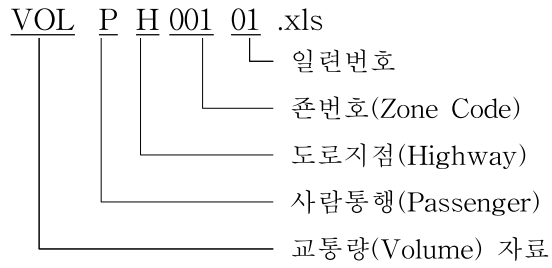 VOL P H 001 01 .xls
일련번호
죤번호(Zone Code)
도로지점(Highway)
사람통행(Passenger)
교통량(Volume) 자료